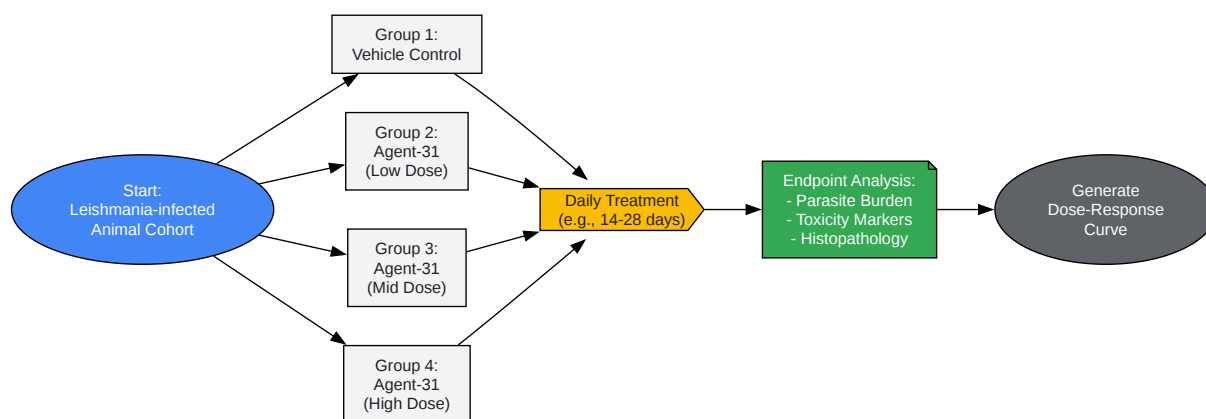 Start:
Leishmania-infected
Animal Cohort
Group 1:
Vehicle Control
Group 2:
Agent-31
(Low Dose)
Group 3:
Agent-31
(Mid Dose)
Group 4:
Agent-31
(High Dose)
Daily Treatment
(e.g., 14-28 days)
Endpoint Analysis:
- Parasite Burden
- Toxicity Markers
- Histopathology
Generate
Dose-Response
Curve